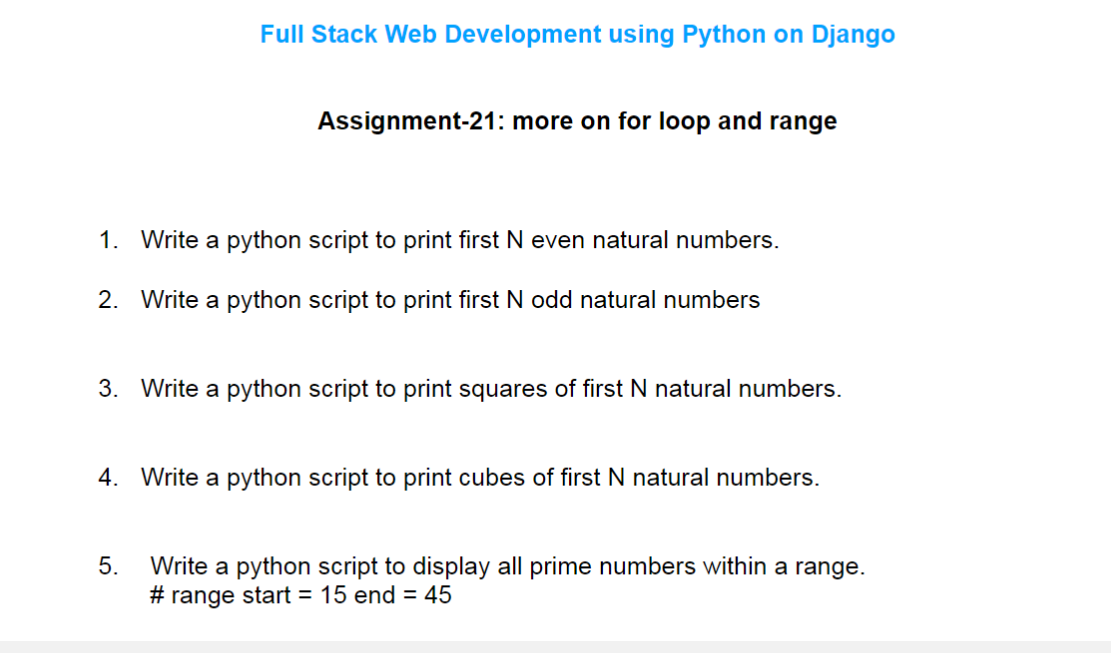 Full Stack Web Development using Python on Django
Assignment-21: more on for loop and range
1. Write a python script to print first N even natural numbers.
2. Write a python script to print first N odd natural numbers
3. Write a python script to print squares of first N natural numbers.
4. Write a python script to print cubes of first N natural numbers.
5. Write a python script to display all prime numbers within a range.
# range start = 15 end = 45